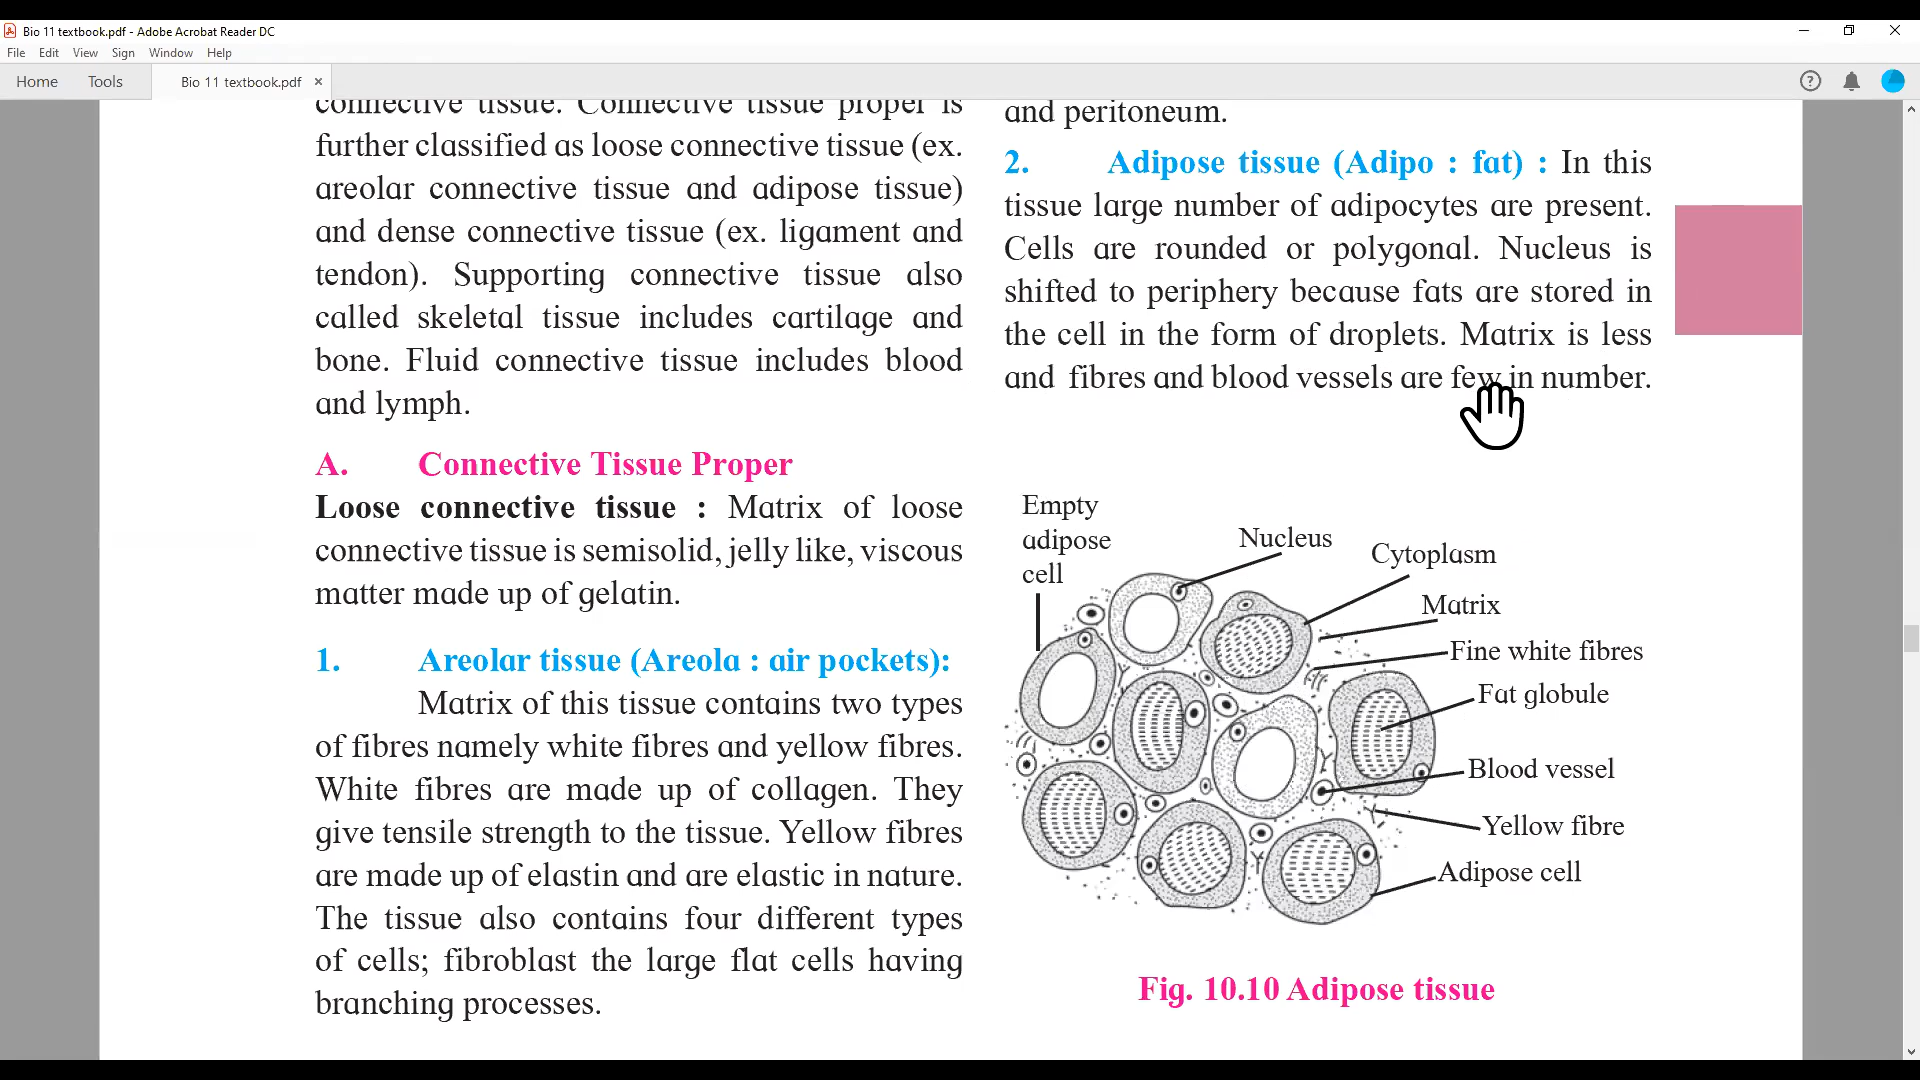 Bio 11 textbook.pdf - Adobe Acrobat Reader DC
File Edit View Sign Window Help
Home Tools Bio 11 textbook.pdf ×
connective tissue. Connective tissue proper is
further classified as loose connective tissue (ex.
areolar connective tissue and adipose tissue)
and dense connective tissue (ex. ligament and
tendon). Supporting connective tissue also
called skeletal tissue includes cartilage and
bone. Fluid connective tissue includes blood
and lymph.
A. Connective Tissue Proper
Loose connective tissue : Matrix of loose
connective tissue is semisolid, jelly like, viscous
matter made up of gelatin.
1. Areolar tissue (Areola : air pockets):
Matrix of this tissue contains two types
of fibres namely white fibres and yellow fibres.
White fibres are made up of collagen. They
give tensile strength to the tissue. Yellow fibres
are made up of elastin and are elastic in nature.
The tissue also contains four different types
of cells; fibroblast the large flat cells having
branching processes.
and peritoneum.
2. Adipose tissue (Adipo : fat) : In this
tissue large number of adipocytes are present.
Cells are rounded or polygonal. Nucleus is
shifted to periphery because fats are stored in
the cell in the form of droplets. Matrix is less
and fibres and blood vessels are few in number.
Empty
adipose
cell
Nucleus
Cytoplasm
Matrix
Fine white fibres
Fat globule
Blood vessel
Yellow fibre
Adipose cell
Fig. 10.10 Adipose tissue